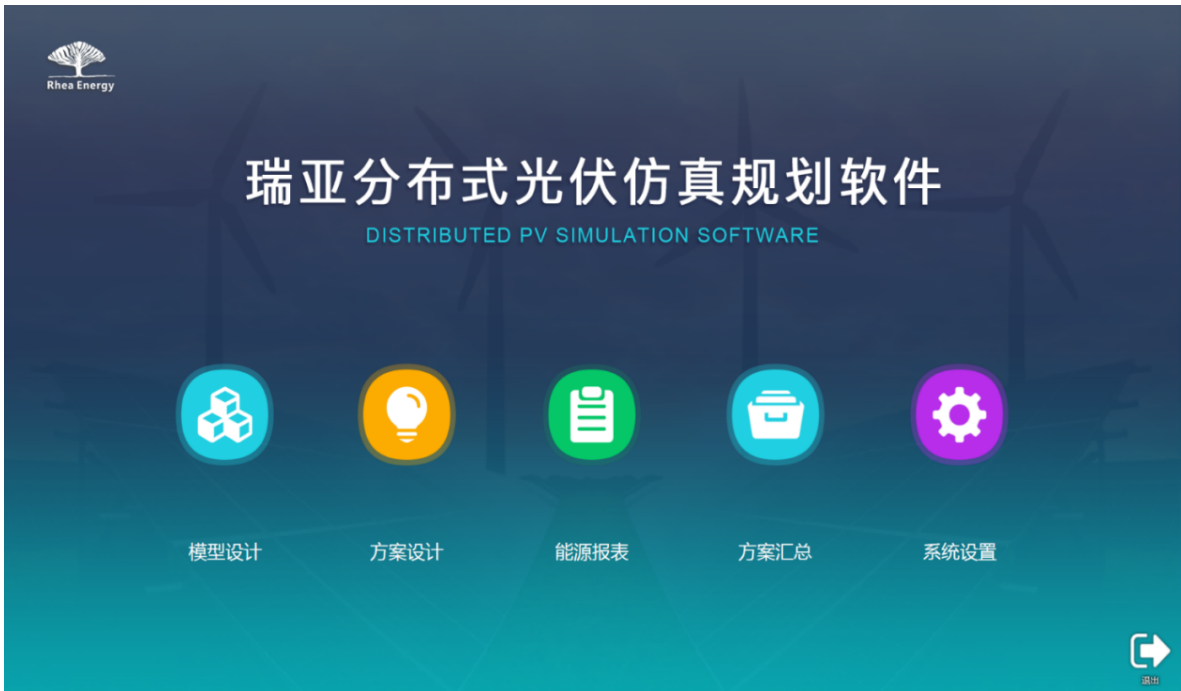 Rhea Energy
瑞亚分布式光伏仿真规划软件
DISTRIBUTED PV SIMULATION SOFTWARE
模型设计 方案设计 能源报表 方案汇总 系统设置
退出